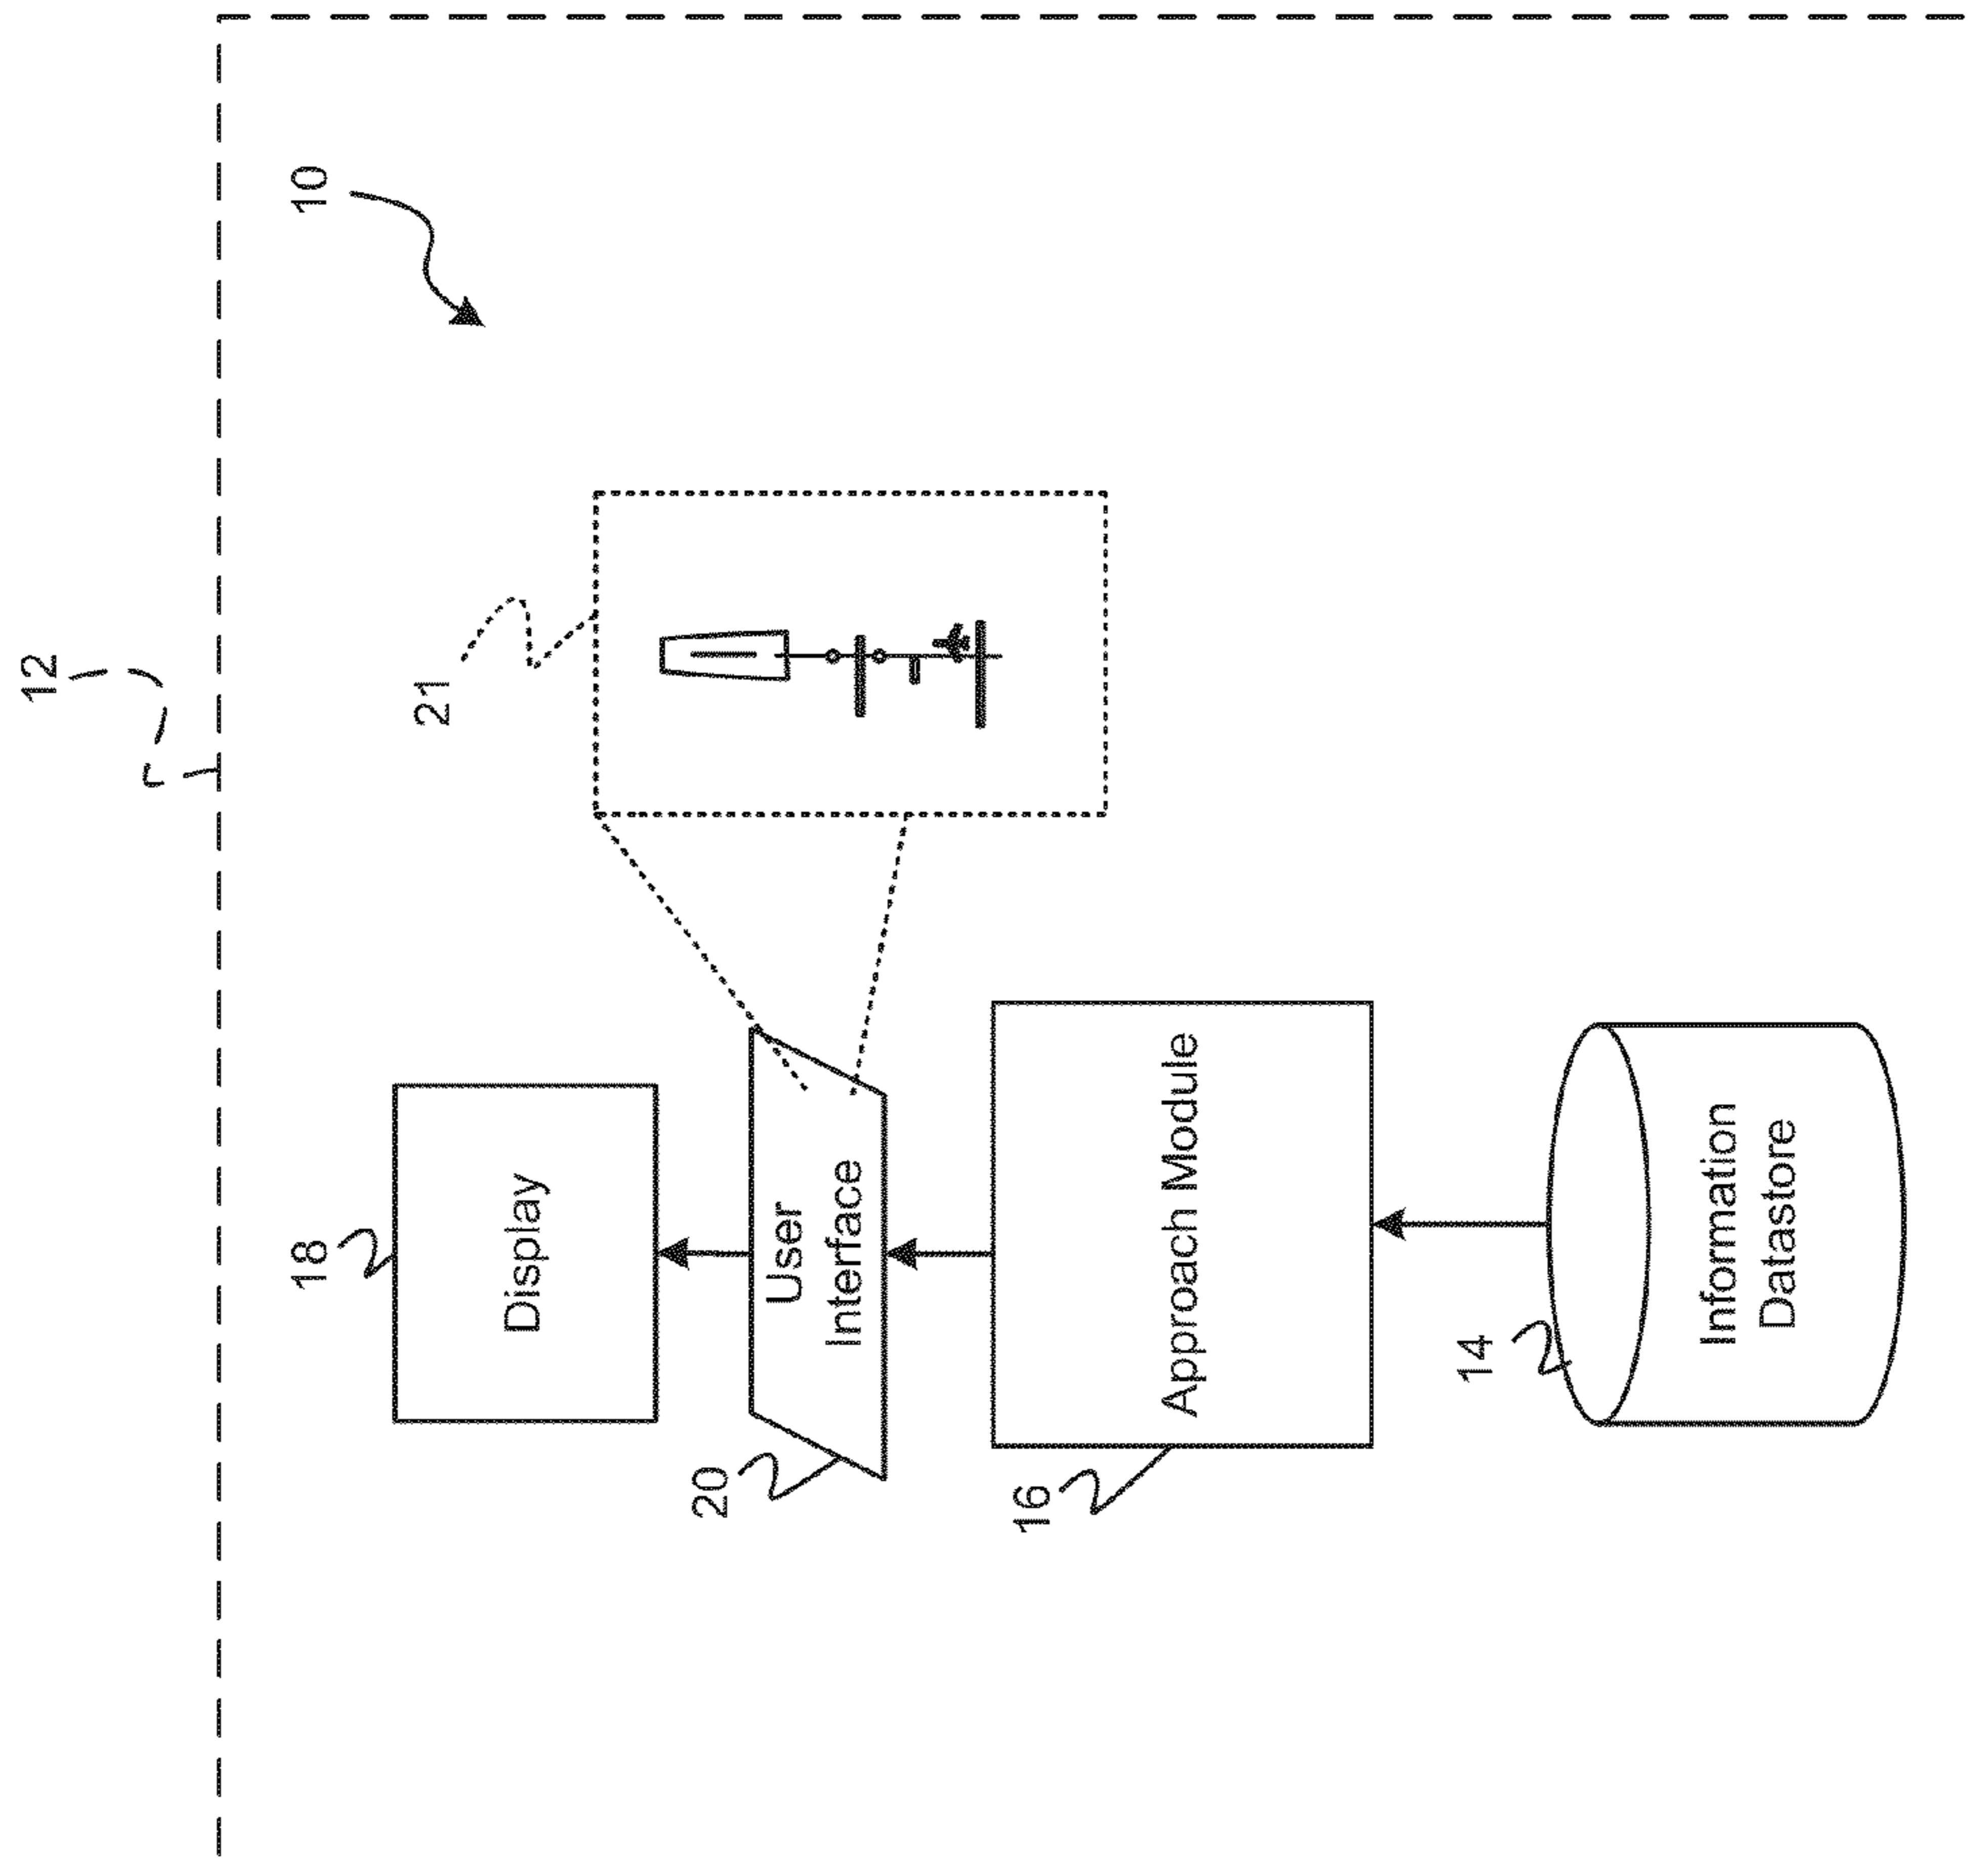 12
18
10
21
Display
20
User
Interface
16
Approach Module
14
Information
Datastore